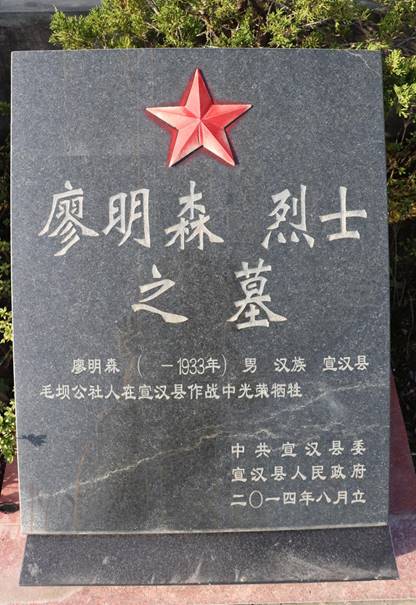 廖明森 烈士
之墓
廖明森 ( —1933年) 男 汉族 宣汉县
毛坝公社人在宣汉县作战中光荣牺牲
中共宣汉县委
宣汉县人民政府
二〇一四年八月立